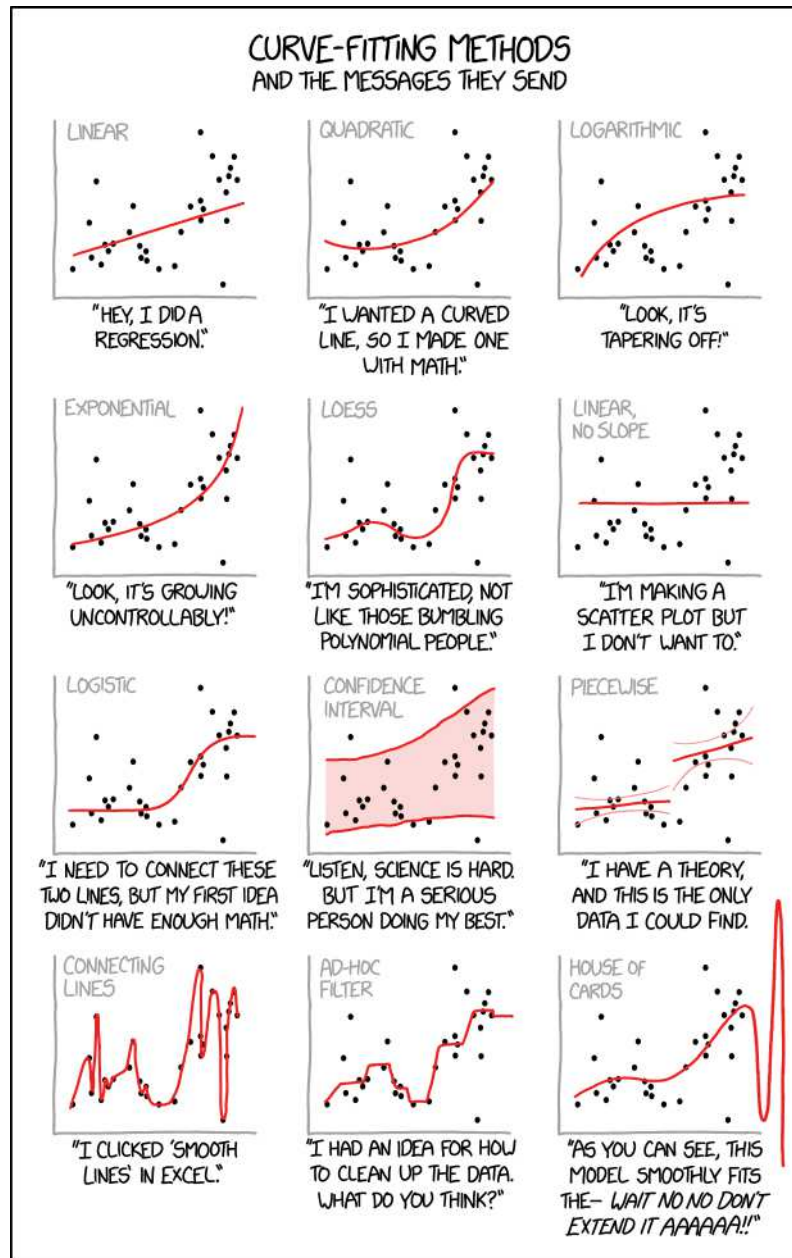 CURVE-FITTING METHODS
AND THE MESSAGES THEY SEND
LINEAR
"HEY, I DID A
REGRESSION."
QUADRATIC
"I WANTED A CURVED
LINE, SO I MADE ONE
WITH MATH."
LOGARITHMIC
"LOOK, IT'S
TAPERING OFF!"
EXPONENTIAL
"LOOK, IT'S GROWING
UNCONTROLLABLY!"
LOESS
"I'M SOPHISTICATED, NOT
LIKE THOSE BUMBLING
POLYNOMIAL PEOPLE."
LINEAR,
NO SLOPE
"I'M MAKING A
SCATTER PLOT BUT
I DON'T WANT TO."
LOGISTIC
"I NEED TO CONNECT THESE
TWO LINES, BUT MY FIRST IDEA
DIDN'T HAVE ENOUGH MATH."
CONFIDENCE
INTERVAL
"LISTEN, SCIENCE IS HARD.
BUT I'M A SERIOUS
PERSON DOING MY BEST."
PIECEWISE
"I HAVE A THEORY,
AND THIS IS THE ONLY
DATA I COULD FIND.
CONNECTING
LINES
"I CLICKED 'SMOOTH
LINES' IN EXCEL."
AD-HOC
FILTER
"I HAD AN IDEA FOR HOW
TO CLEAN UP THE DATA.
WHAT DO YOU THINK?"
HOUSE OF
CARDS
"AS YOU CAN SEE, THIS
MODEL SMOOTHLY FITS
THE- WAIT NO NO DON'T
EXTEND IT AAAAAA!!"